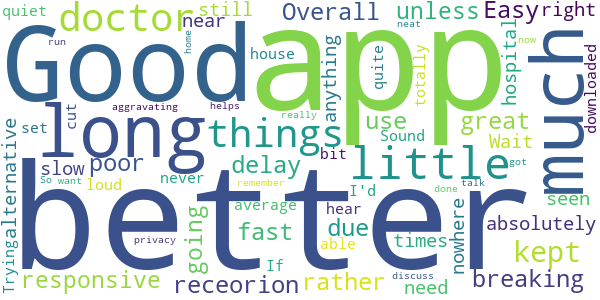 quiet
doctor
still
near
Overall
unless
Easy
right
run
home
house
quite
neat
now
Good
app
much
aggravating
helps
anything
totally
hospital
downloaded
long
cut
set
things
really
use
great
Sound
Wait
alternative
Trying
slow
poor
delay
bit
little
So want
loud
never
remember
I'd
done
talk
got
seen
better
going
average
fast
able
due
hear
times
nowhere
absolutely
privacy
If
discuss
kept
responsive
receorion
rather
need
breaking